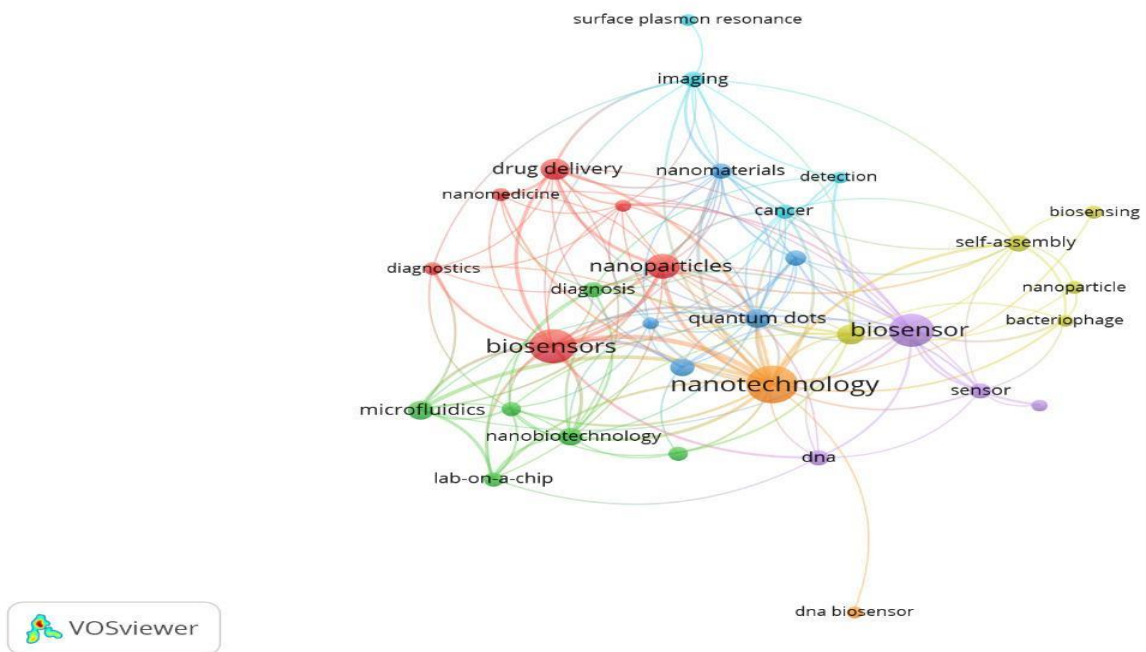 surface plasmon resonance
imaging
drug delivery
nanomaterials
detection
nanomedicine
cancer
biosensing
self-assembly
diagnostics
nanoparticles
diagnosis
nanoparticle
quantum dots
bacteriophage
biosensor
biosensors
nanotechnology
sensor
microfluidics
nanobiotechnology
dna
lab-on-a-chip
dna biosensor
VOSviewer